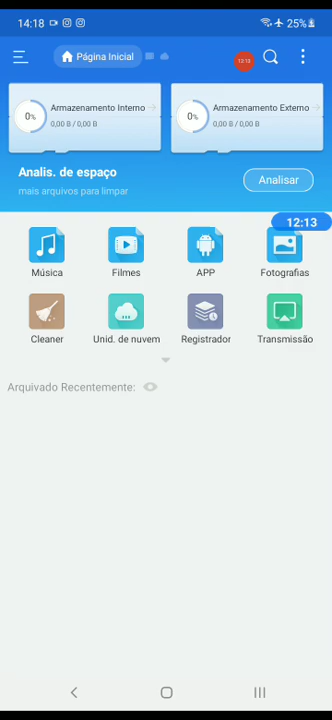 14:18 25%
Página Inicial
12:13
0% Armazenamento Interno
0,00 B / 0,00 B
0% Armazenamento Externo
0,00 B / 0,00 B
Analis. de espaço
mais arquivos para limpar
Analisar
12:13
Música Filmes APP Fotografias
Cleaner Unid. de nuvem Registrador Transmissão
Arquivado Recentemente: